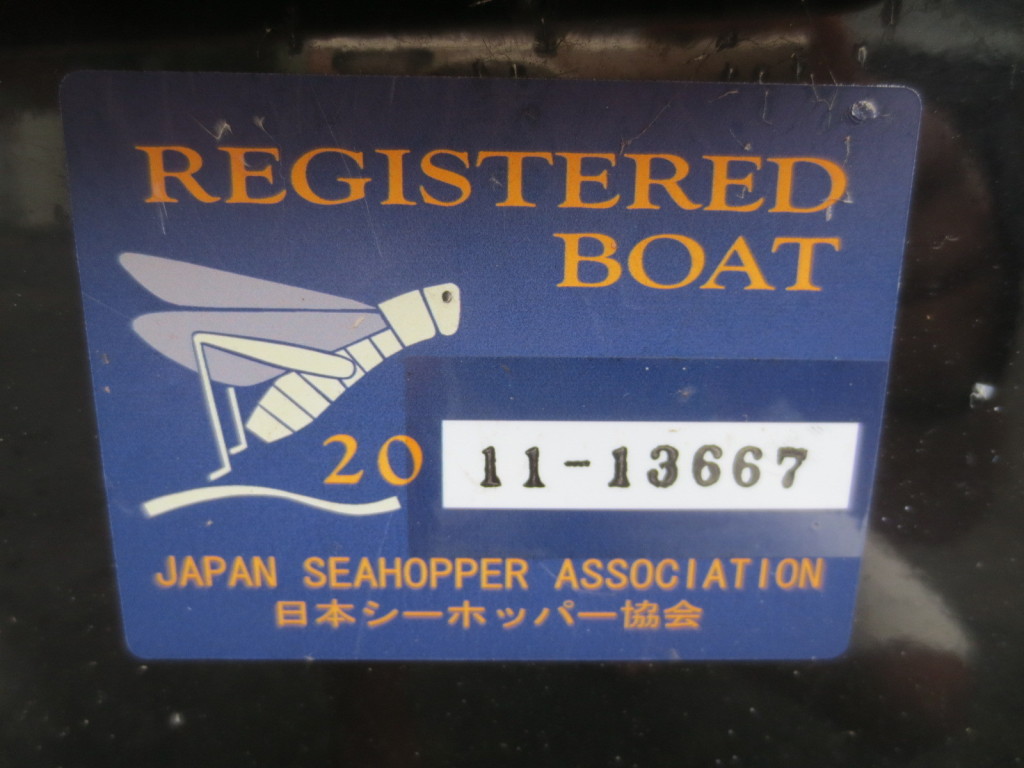 REGISTERED
BOAT
20 11-13667
JAPAN SEAHOPPER ASSOCIATION
日本シーホッパー協会